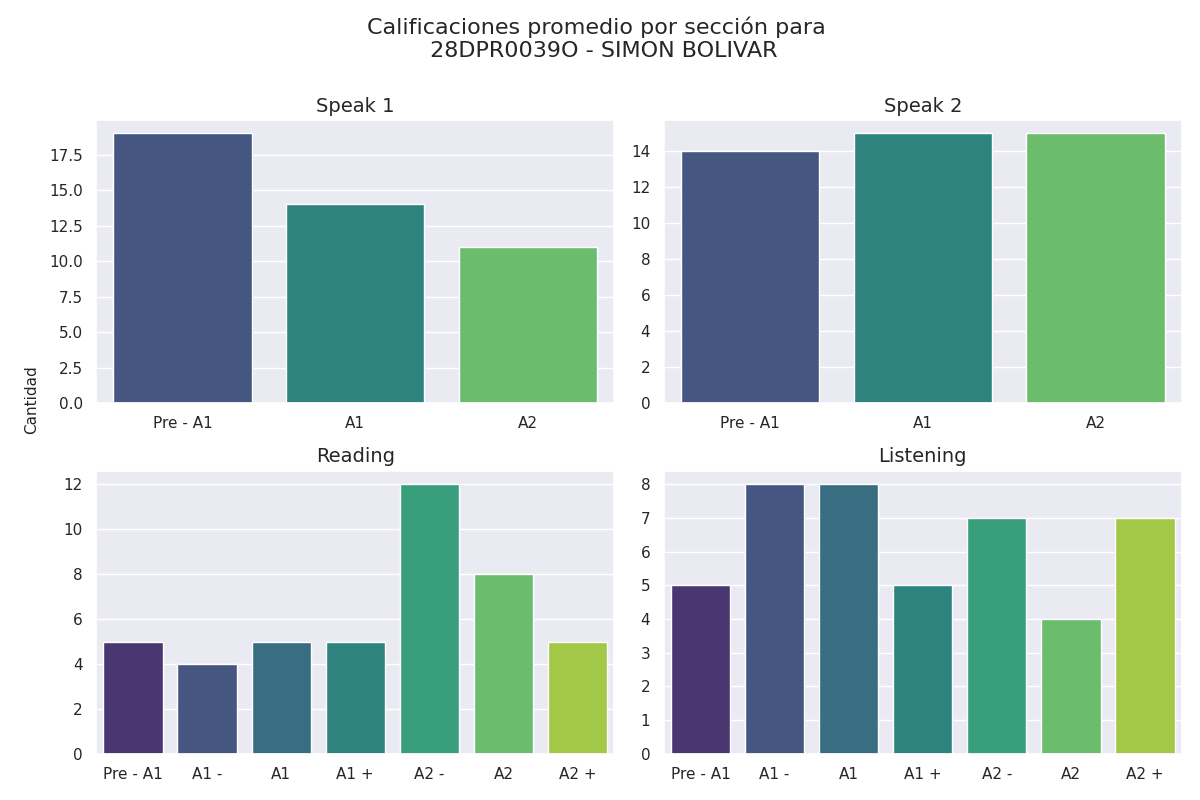 Calificaciones promedio por sección para
28DPR0039O - SIMON BOLIVAR
Cantidad
Speak 1
17.5
15.0
12.5
10.0
7.5
5.0
2.5
0.0
Pre - A1 A1 A2
Speak 2
14
12
10
8
6
4
2
0
Pre - A1 A1 A2
Reading
12
10
8
6
4
2
0
Pre - A1 A1 - A1 A1 + A2 - A2 A2 +
Listening
8
7
6
5
4
3
2
1
0
Pre - A1 A1 - A1 A1 + A2 - A2 A2 +